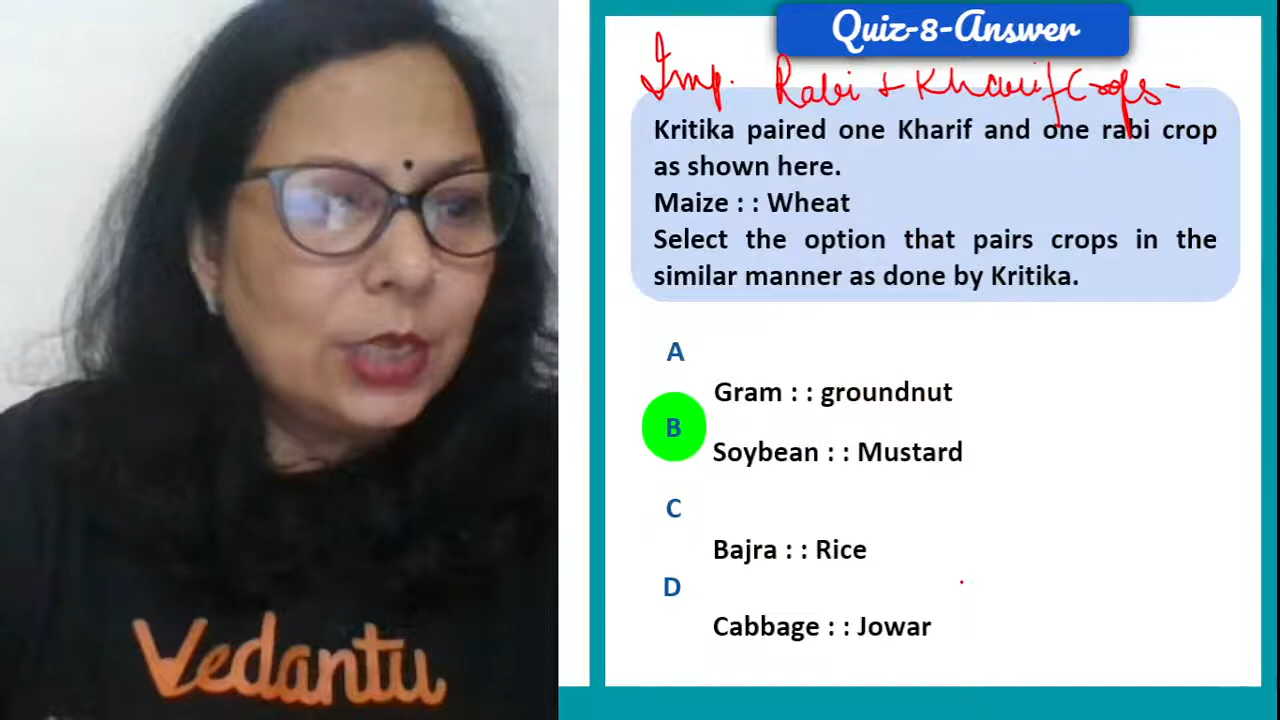 Quiz-8-Answer
Imp. Rabi + Kharif Crops -
Kritika paired one Kharif and one rabi crop
as shown here.
Maize : : Wheat
Select the option that pairs crops in the
similar manner as done by Kritika.
A
Gram : : groundnut
B
Soybean : : Mustard
C
Bajra : : Rice
D
Cabbage : : Jowar
Vedantu